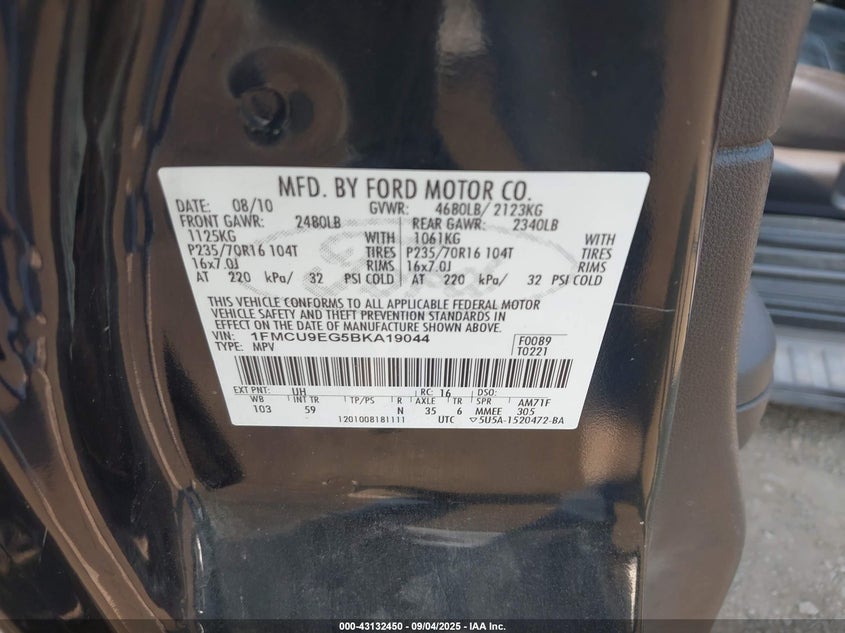 MFD. BY FORD MOTOR CO.
DATE: 08/10 GVWR: 4680LB/ 2123KG
FRONT GAWR: 2480LB REAR GAWR: 2340LB
1125KG WITH 1061KG WITH
P235/70R16 104T TIRES P235/70R16 104T TIRES
16x7.0J RIMS 16x7.0J RIMS
AT 220 kPa/ 32 PSI COLD AT 220 kPa/ 32 PSI COLD
THIS VEHICLE CONFORMS TO ALL APPLICABLE FEDERAL MOTOR
VEHICLE SAFETY AND THEFT PREVENTION STANDARDS IN
EFFECT ON THE DATE OF MANUFACTURE SHOWN ABOVE.
VIN: 1FMCU9EG5BKA19044 F0089
TYPE: MPV T0221
EXT PNT: UH RC: 16 DSO:
WB INT TR TP/PS R AXLE TR SPR AM71F
103 59 N 35 6 MMEE 305
1201008181111 UTC 5U5A-1520472-BA
Ford
000-43132450 - 09/04/2025 - IAA Inc.